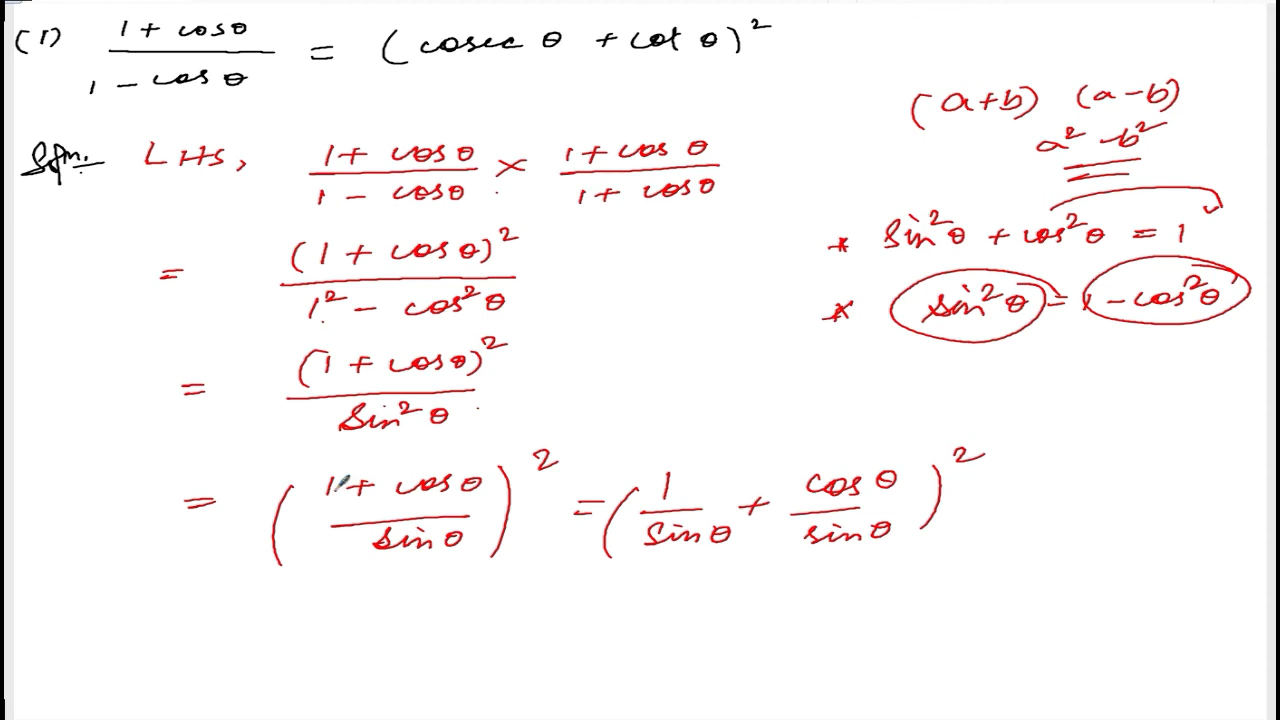 (1) (1 + cosθ)/(1 - cosθ) = (cosec θ + cot θ)²
Soln. LHS, (1 + cosθ)/(1 - cosθ) × (1 + cosθ)/(1 + cosθ)
= (1 + cosθ)²/(1² - cos²θ)
= (1 + cosθ)²/Sin²θ
= ((1 + cosθ)/sinθ)² = (1/Sinθ + cosθ/sinθ)²
(a+b) (a-b)
a² - b²
* Sin²θ + cos²θ = 1
* sin²θ = 1 - cos²θ